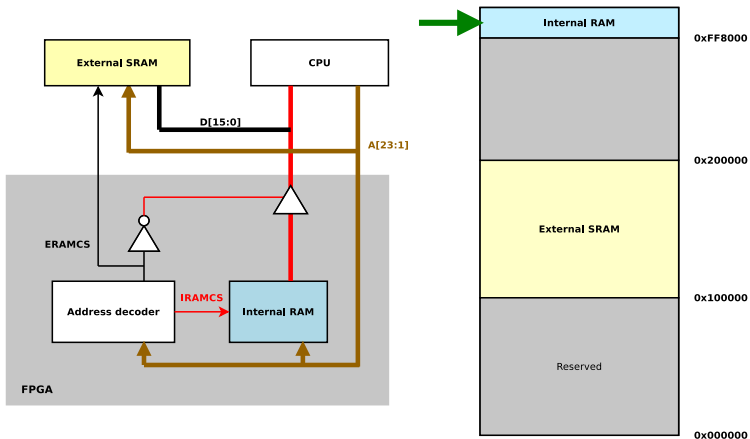 External SRAM
CPU
D[15:0]
A[23:1]
ERAMCS
Address decoder
IRAMCS
Internal RAM
FPGA
Internal RAM
0xFF8000
0x200000
External SRAM
0x100000
Reserved
0x000000